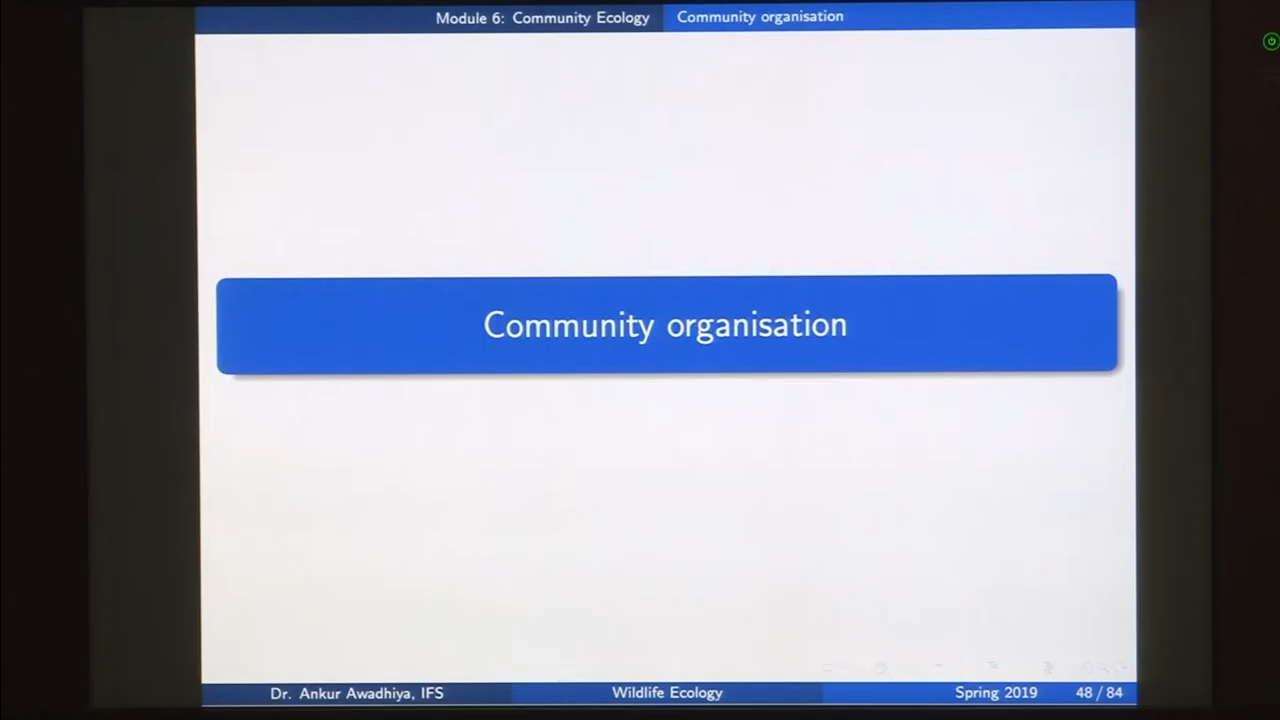 Module 6: Community Ecology Community organisation
Community organisation
Dr. Ankur Awadhiya, IFS Wildlife Ecology Spring 2019 48 / 84